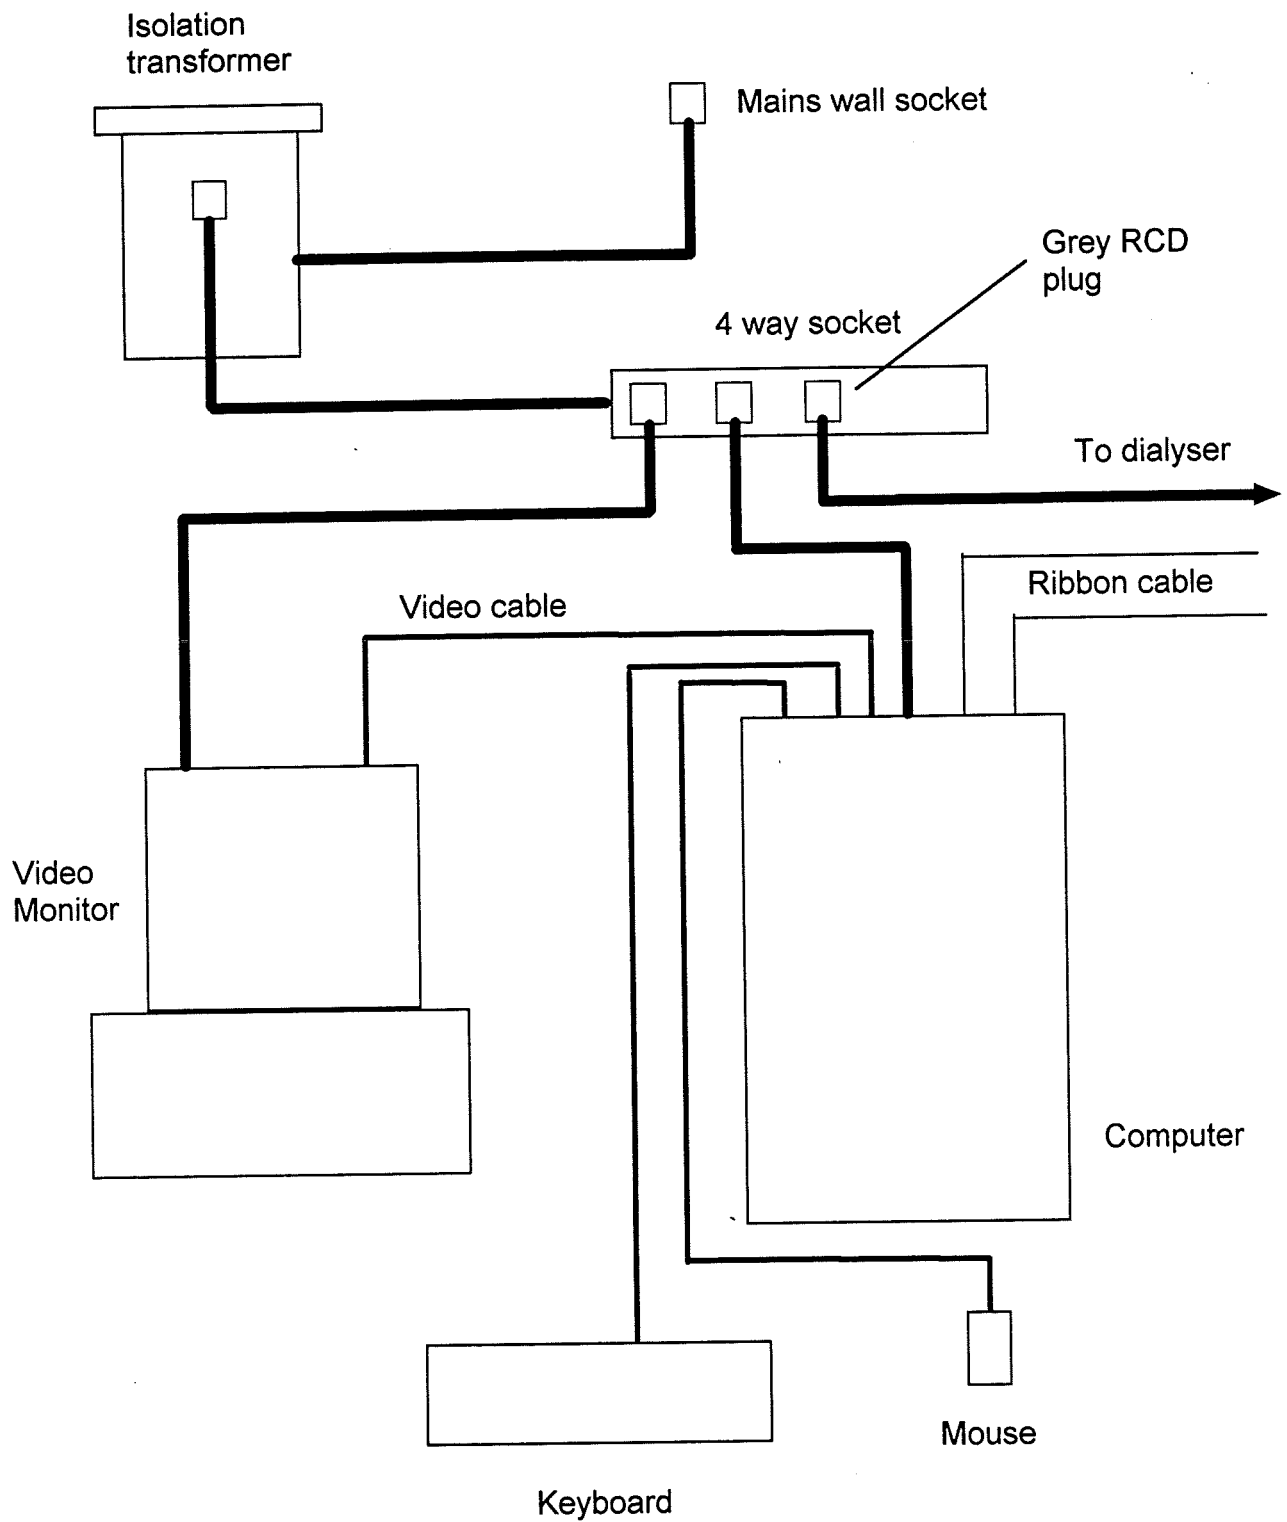 Isolation
transformer
Mains wall socket
Grey RCD
plug
4 way socket
To dialyser
Ribbon cable
Video cable
Video
Monitor
Computer
Mouse
Keyboard